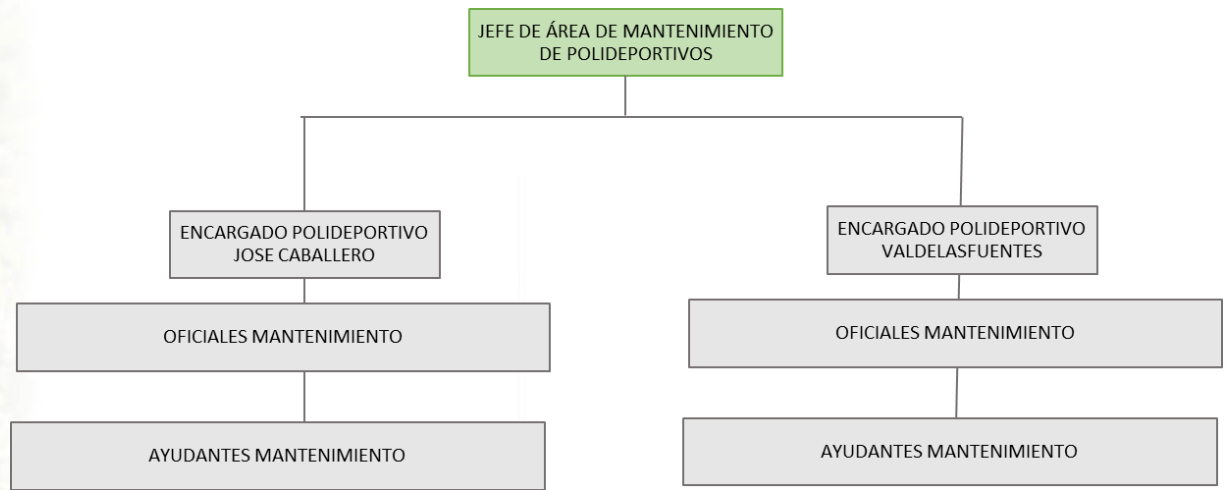 JEFE DE ÁREA DE MANTENIMIENTO
DE POLIDEPORTIVOS
ENCARGADO POLIDEPORTIVO
JOSE CABALLERO
ENCARGADO POLIDEPORTIVO
VALDELASFUENTES
OFICIALES MANTENIMIENTO
OFICIALES MANTENIMIENTO
AYUDANTES MANTENIMIENTO
AYUDANTES MANTENIMIENTO